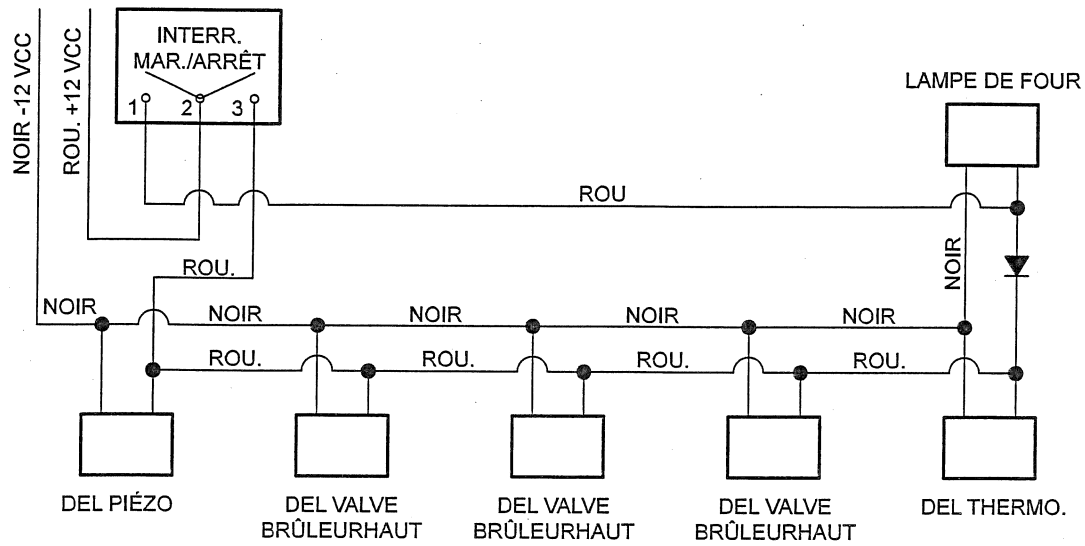 NOIR -12 VCC
ROU. +12 VCC
INTERR.
MAR./ARRÊT
1 2 3
LAMPE DE FOUR
ROU
NOIR
ROU.
NOIR NOIR NOIR NOIR NOIR
ROU. ROU. ROU. ROU.
DEL PIÉZO
DEL VALVE
BRÛLEURHAUT
DEL VALVE
BRÛLEURHAUT
DEL VALVE
BRÛLEURHAUT
DEL THERMO.